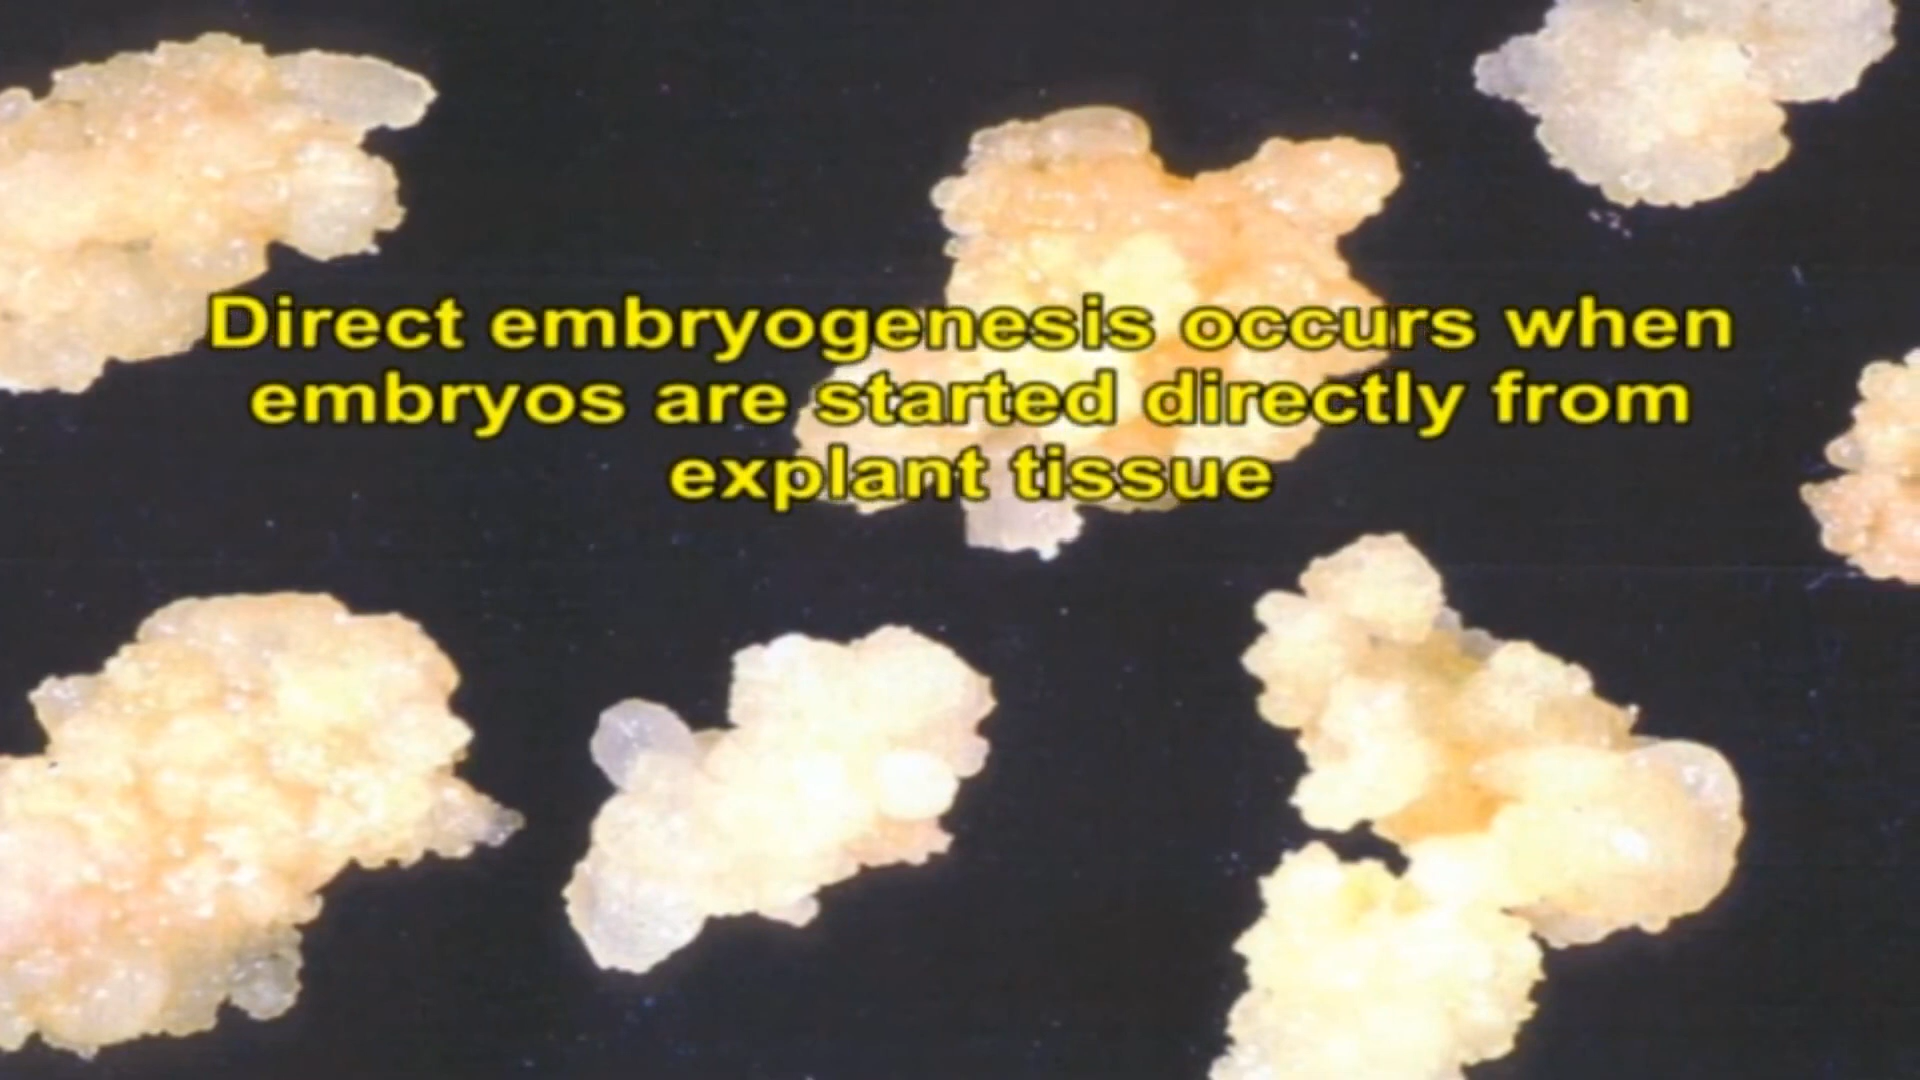 Direct embryogenesis occurs when
embryos are started directly from
explant tissue